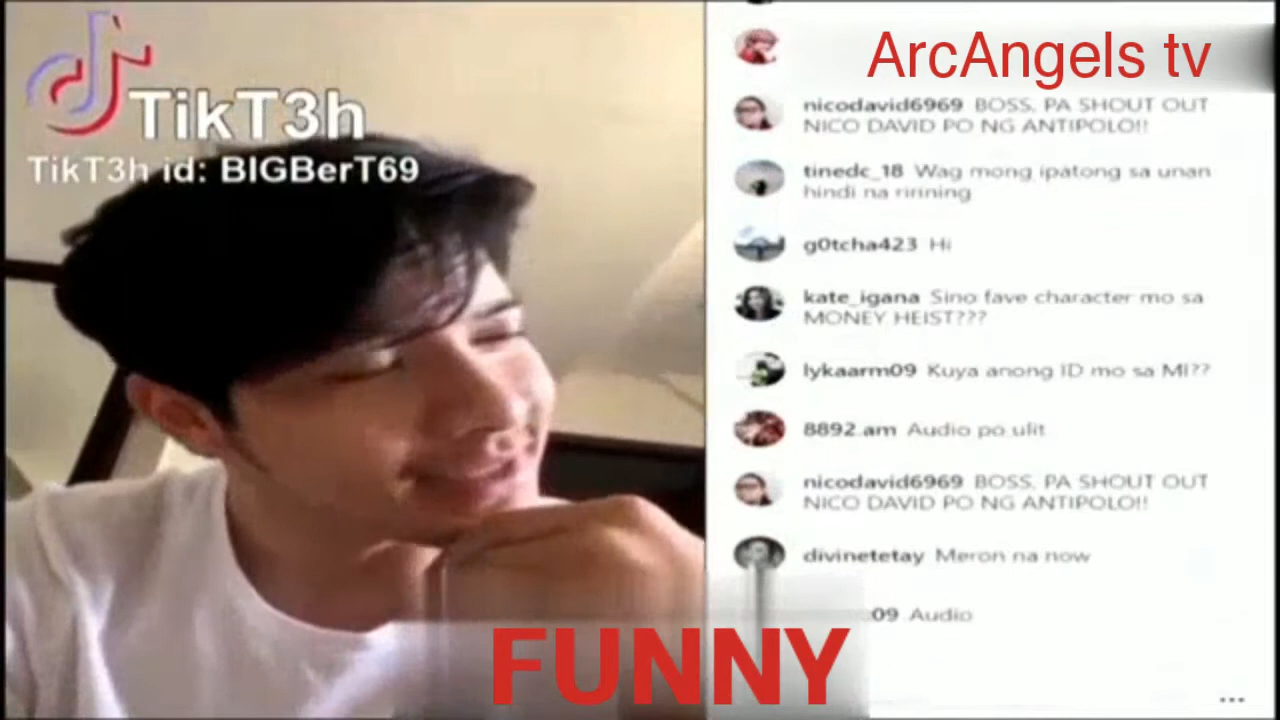 TikT3h
TikT3h id: BIGBerT69
ArcAngels tv
nicodavid6969 BOSS, PA SHOUT OUT
NICO DAVID PO NG ANTIPOLO!!
tinedc_18 Wag mong ipatong sa unan
hindi na ririning
g0tcha423 Hi
kate_igana Sino fave character mo sa
MONEY HEIST???
lykaarm09 Kuya anong ID mo sa Ml??
8892.am Audio po ulit
nicodavid6969 BOSS, PA SHOUT OUT
NICO DAVID PO NG ANTIPOLO!!
divinetetay Meron na now
09 Audio
FUNNY